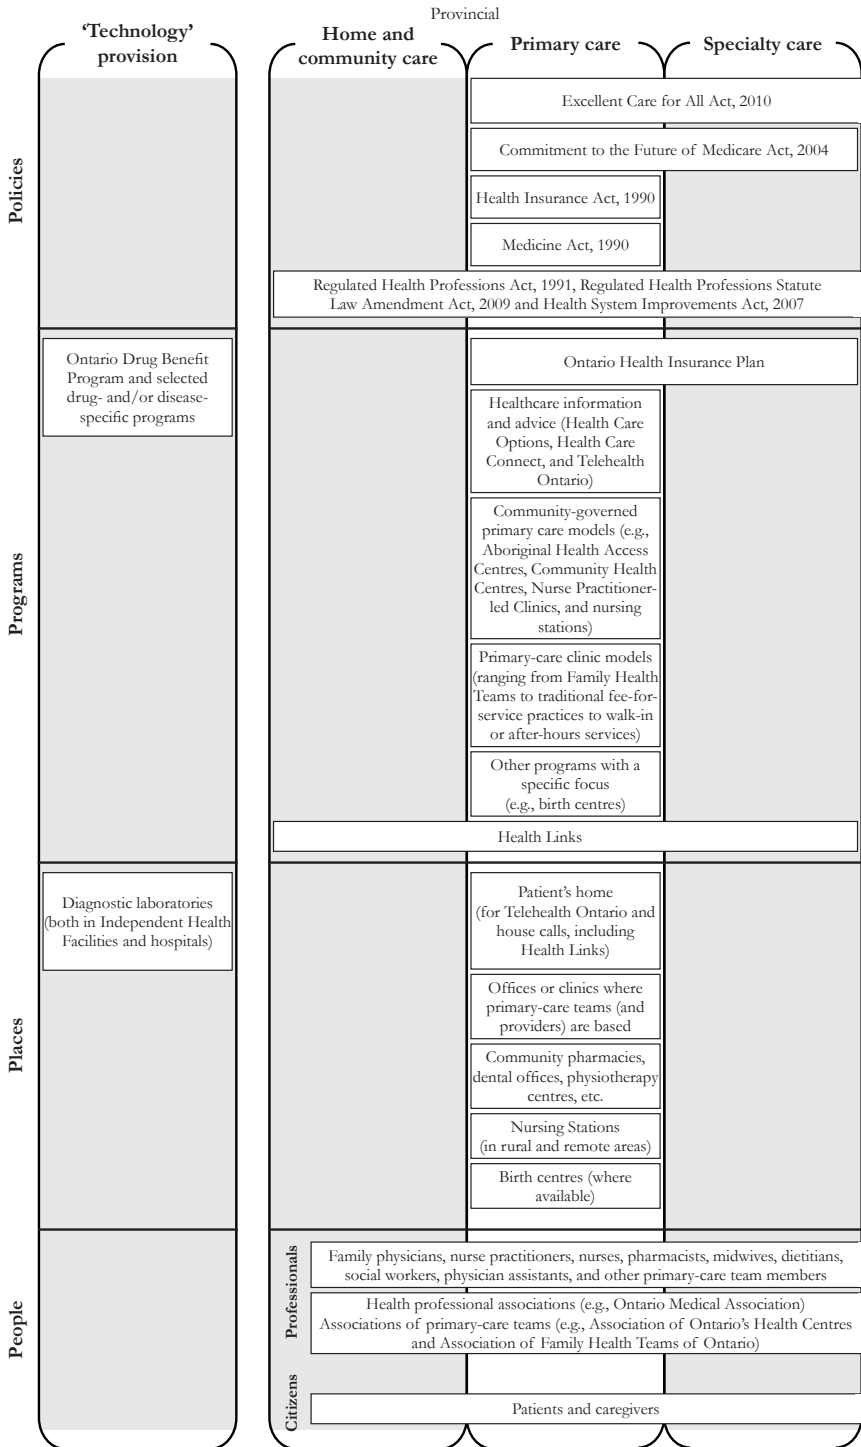 Provincial
‘Technology’
provision
Home and
community care
Primary care
Specialty care
Policies
Excellent Care for All Act, 2010
Commitment to the Future of Medicare Act, 2004
Health Insurance Act, 1990
Medicine Act, 1990
Regulated Health Professions Act, 1991, Regulated Health Professions Statute
Law Amendment Act, 2009 and Health System Improvements Act, 2007
Programs
Ontario Drug Benefit
Program and selected
drug- and/or disease-
specific programs
Ontario Health Insurance Plan
Healthcare information
and advice (Health Care
Options, Health Care
Connect, and Telehealth
Ontario)
Community-governed
primary care models (e.g.,
Aboriginal Health Access
Centres, Community Health
Centres, Nurse Practitioner-
led Clinics, and nursing
stations)
Primary-care clinic models
(ranging from Family Health
Teams to traditional fee-for-
service practices to walk-in
or after-hours services)
Other programs with a
specific focus
(e.g., birth centres)
Health Links
Places
Diagnostic laboratories
(both in Independent Health
Facilities and hospitals)
Patient’s home
(for Telehealth Ontario and
house calls, including
Health Links)
Offices or clinics where
primary-care teams (and
providers) are based
Community pharmacies,
dental offices, physiotherapy
centres, etc.
Nursing Stations
(in rural and remote areas)
Birth centres (where
available)
People
Professionals
Family physicians, nurse practitioners, nurses, pharmacists, midwives, dietitians,
social workers, physician assistants, and other primary-care team members
Health professional associations (e.g., Ontario Medical Association)
Associations of primary-care teams (e.g., Association of Ontario’s Health Centres
and Association of Family Health Teams of Ontario)
Citizens
Patients and caregivers